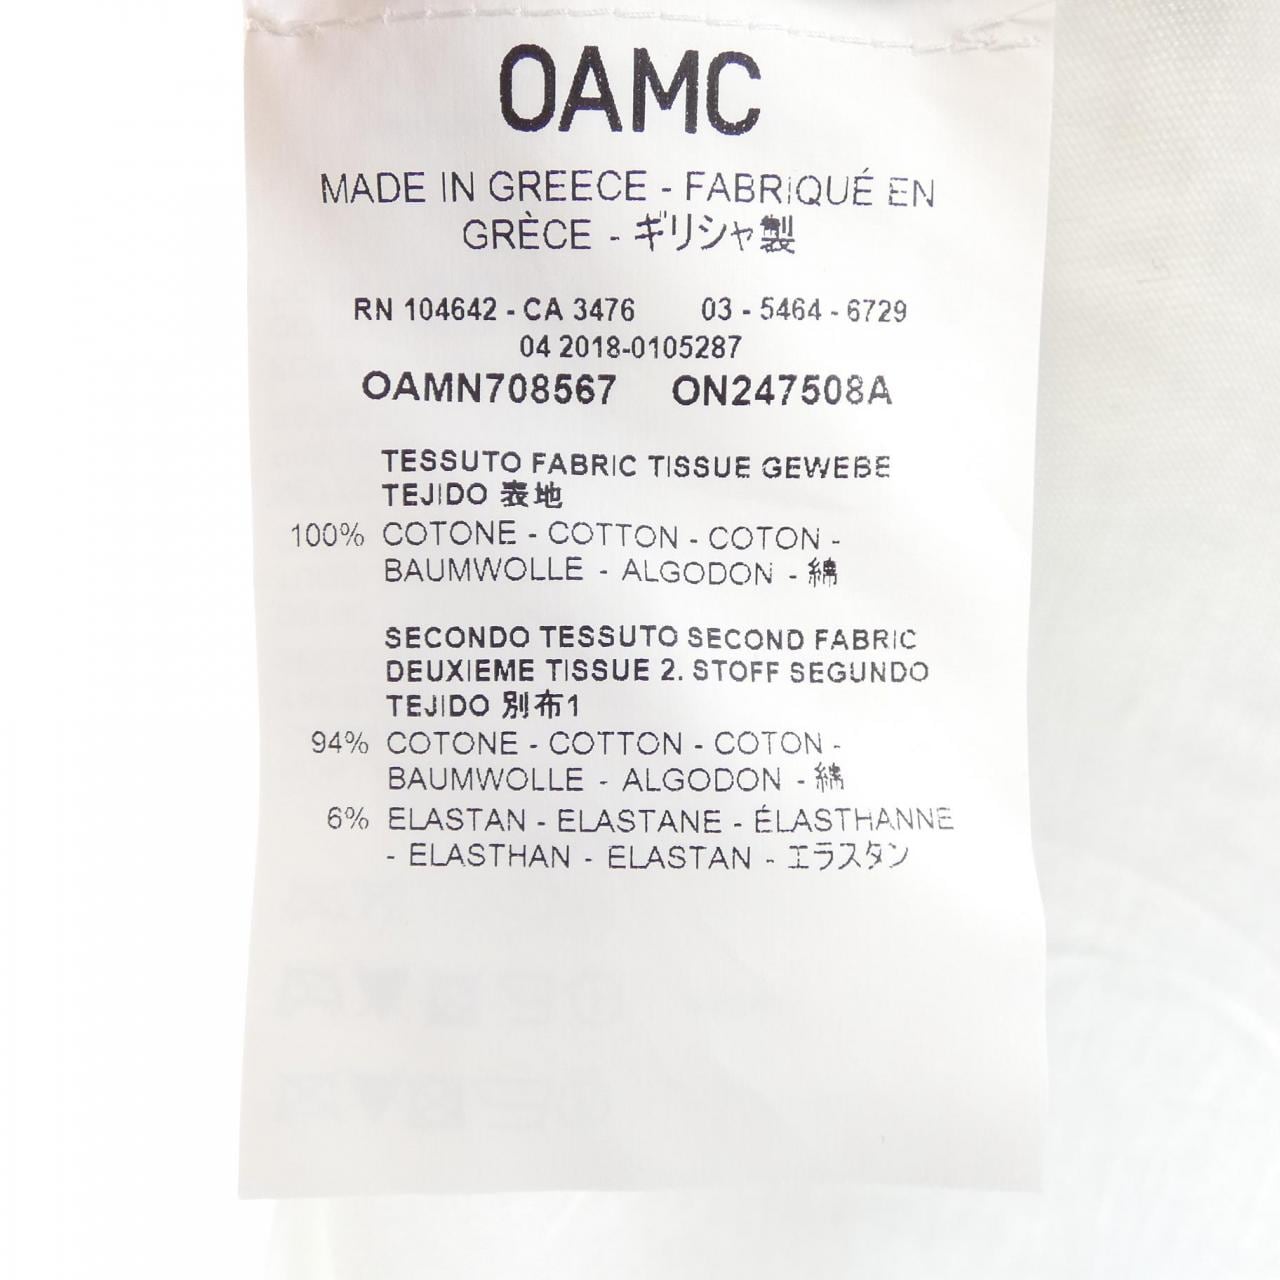 OAMC
MADE IN GREECE - FABRIQUÉ EN
GRÈCE - ギリシャ製
RN 104642 - CA 3476 03 - 5464 - 6729
04 2018-0105287
OAMN708567 ON247508A
TESSUTO FABRIC TISSUE GEWEBE
TEJIDO 表地
100% COTONE - COTTON - COTON -
BAUMWOLLE - ALGODON - 綿
SECONDO TESSUTO SECOND FABRIC
DEUXIEME TISSUE 2. STOFF SEGUNDO
TEJIDO 別布1
94% COTONE - COTTON - COTON -
BAUMWOLLE - ALGODON - 綿
6% ELASTAN - ELASTANE - ÉLASTHANNE
- ELASTHAN - ELASTAN - エラスタン